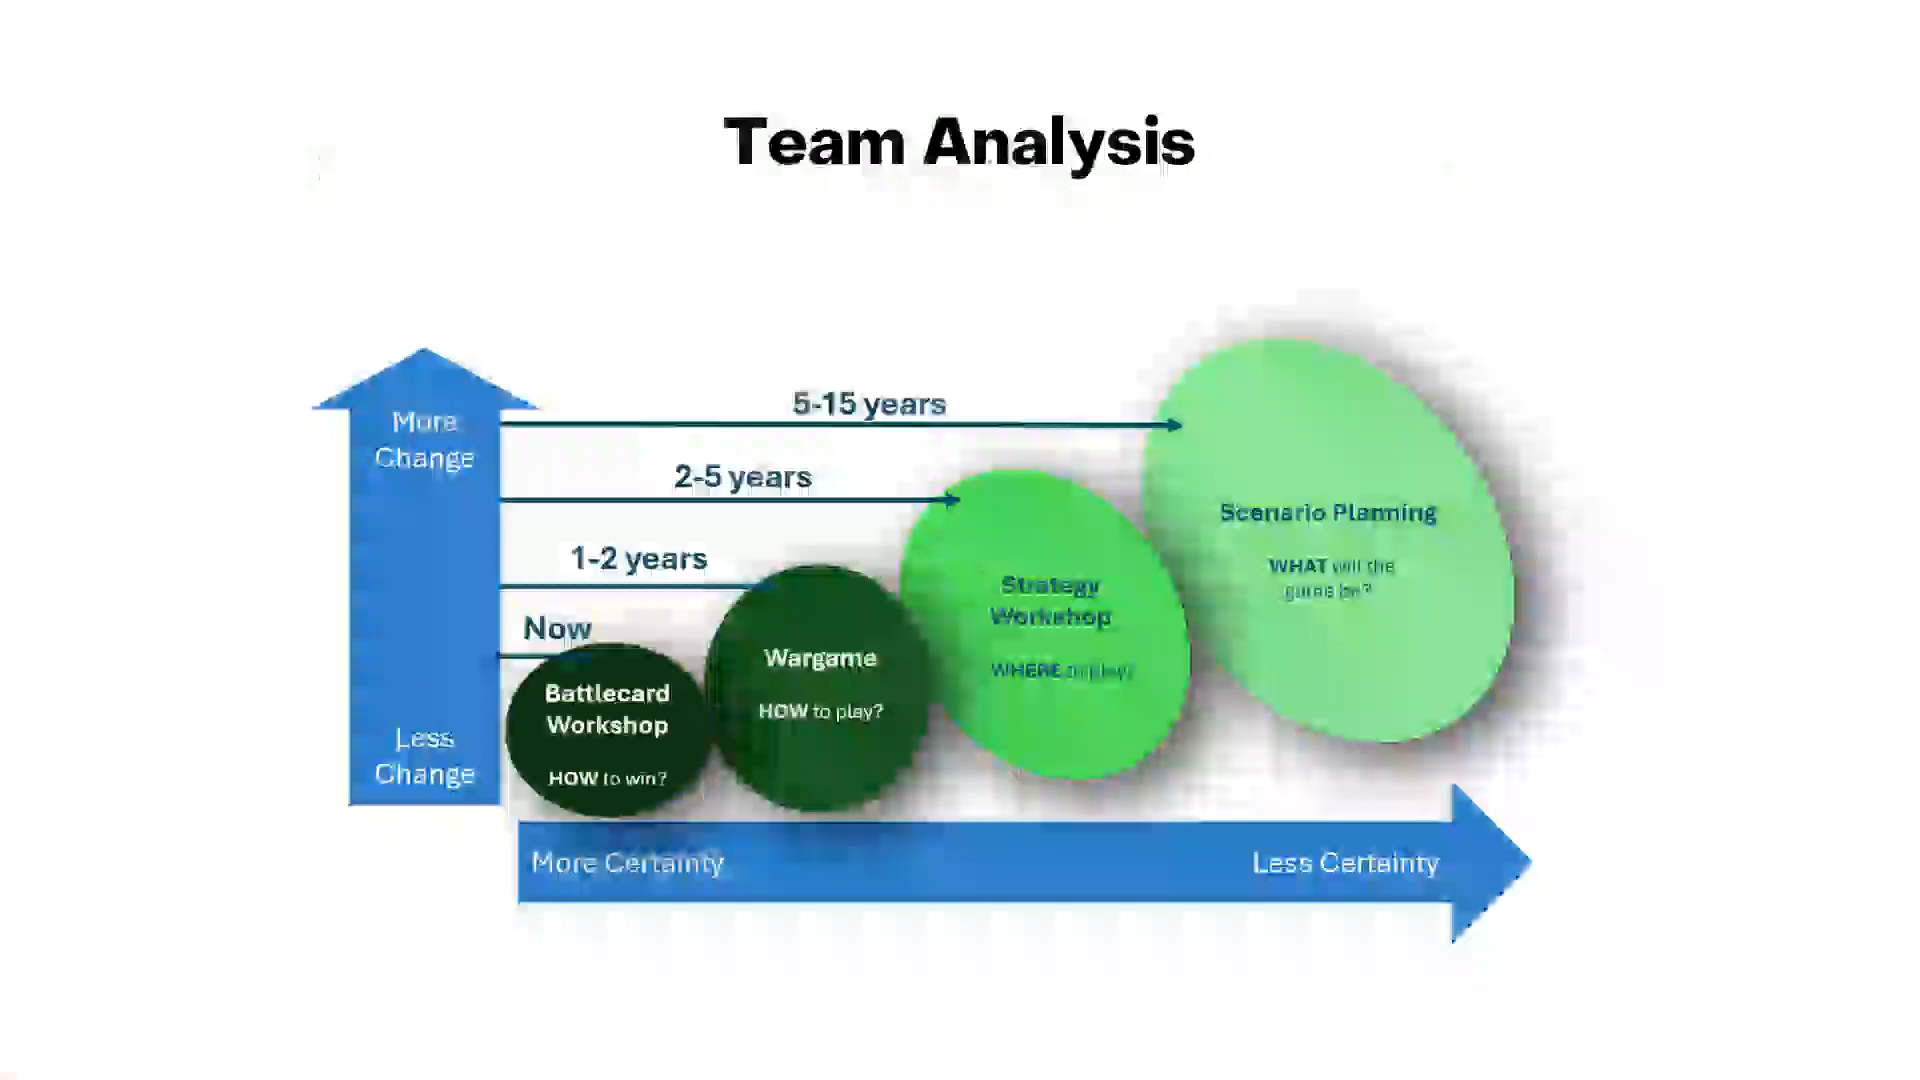 Team Analysis
More
Change
5-15 years
2-5 years
1-2 years
Now
Less
Change
Battlecard
Workshop
HOW to win?
Wargame
HOW to play?
Strategy
Workshop
WHERE to play?
Scenario Planning
WHAT will the
game be?
More Certainty
Less Certainty